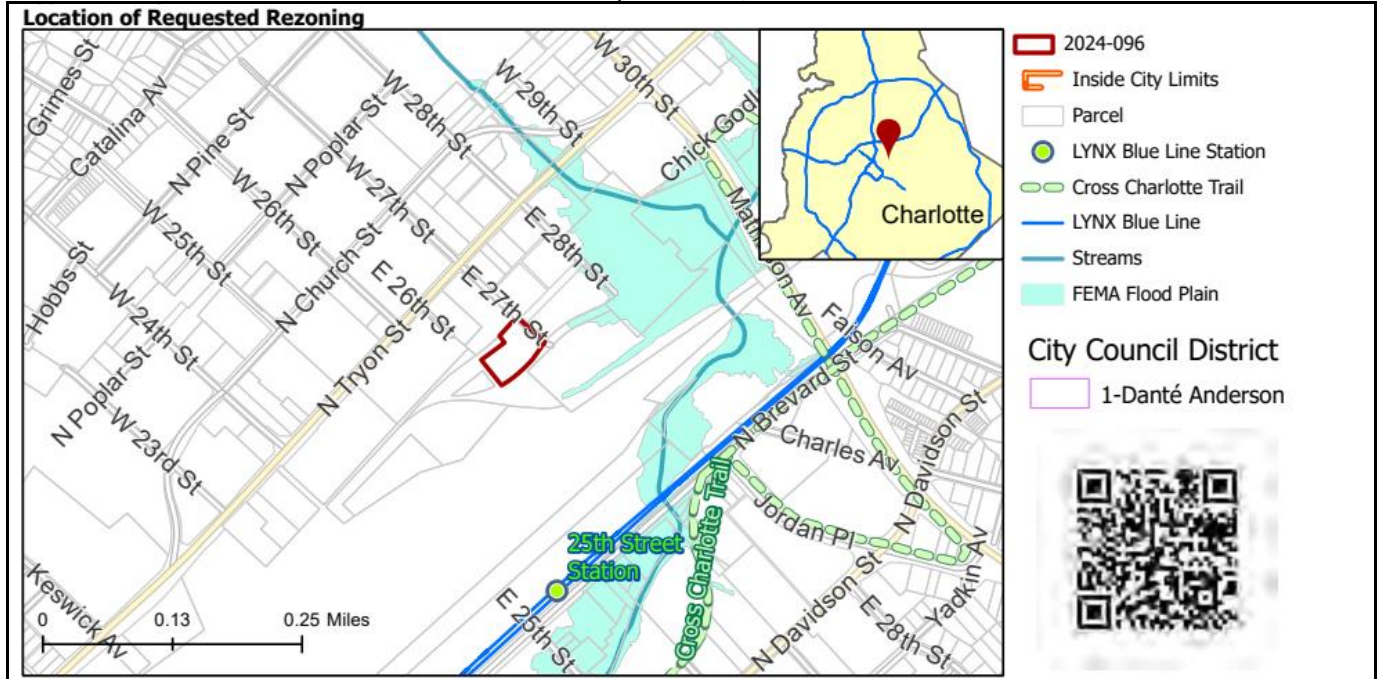 Location of Requested Rezoning
Grimes St
Catalina Av
N Pine St
N Poplar St
W 28th St
W 29th St
W 30th St
Chick Godl
Matheson Av
Hobbs St
W 25th St
W 26th St
W 27th St
N Church St
E 28th St
E 27th St
E 26th St
N Poplar St
W 24th St
W 23rd St
N Tryon St
Faison Av
N Brevard St
Charles Av
N Davidson St
Jordan Pl
Cross Charlotte Trail
25th Street
Station
Keswick Av
E 25th St
N Davidson St
Yadkin Av
E 28th St
0 0.13 0.25 Miles
Charlotte
2024-096
Inside City Limits
Parcel
LYNX Blue Line Station
Cross Charlotte Trail
LYNX Blue Line
Streams
FEMA Flood Plain
City Council District
1-Danté Anderson